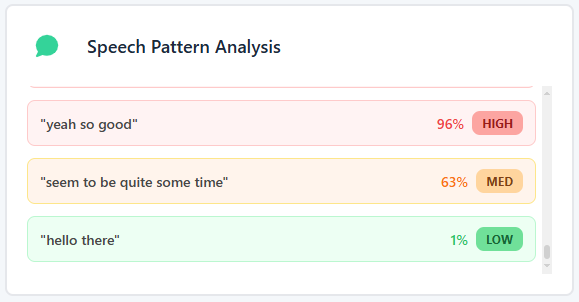 Speech Pattern Analysis
"yeah so good" 96% HIGH
"seem to be quite some time" 63% MED
"hello there" 1% LOW